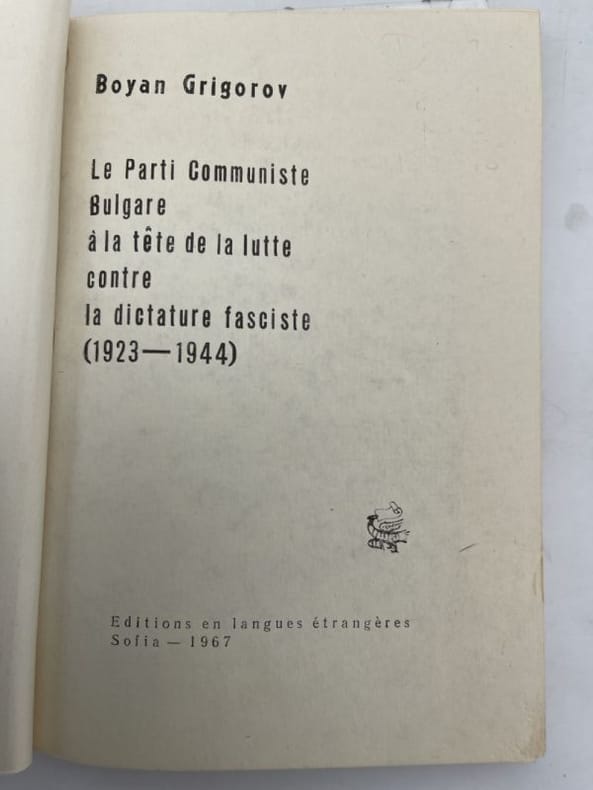 Boyan Grigorov
Le Parti Communiste
Bulgare
à la tête de la lutte
contre
la dictature fasciste
(1923—1944)
Editions en langues étrangères
Sofia — 1967